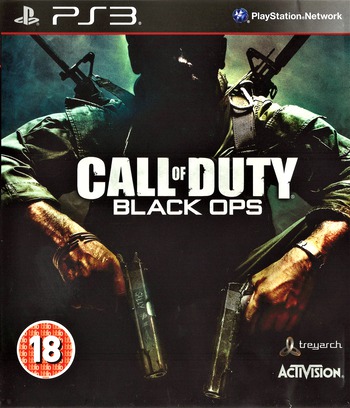 PS3
PlayStation®Network
CALL OF DUTY
BLACK OPS
18
treyarch
ACTIVISION